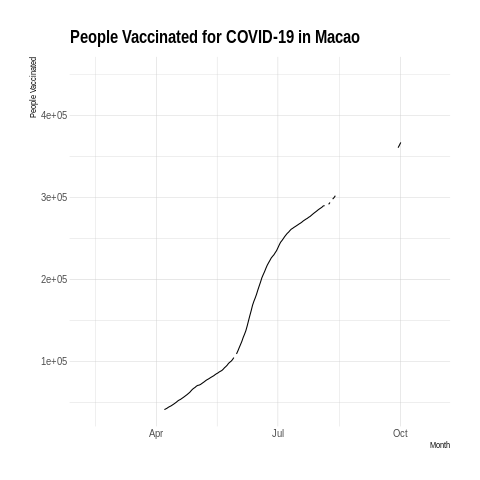 People Vaccinated for COVID-19 in Macao
People Vaccinated
4e+05
3e+05
2e+05
1e+05
Apr
Jul
Oct
Month